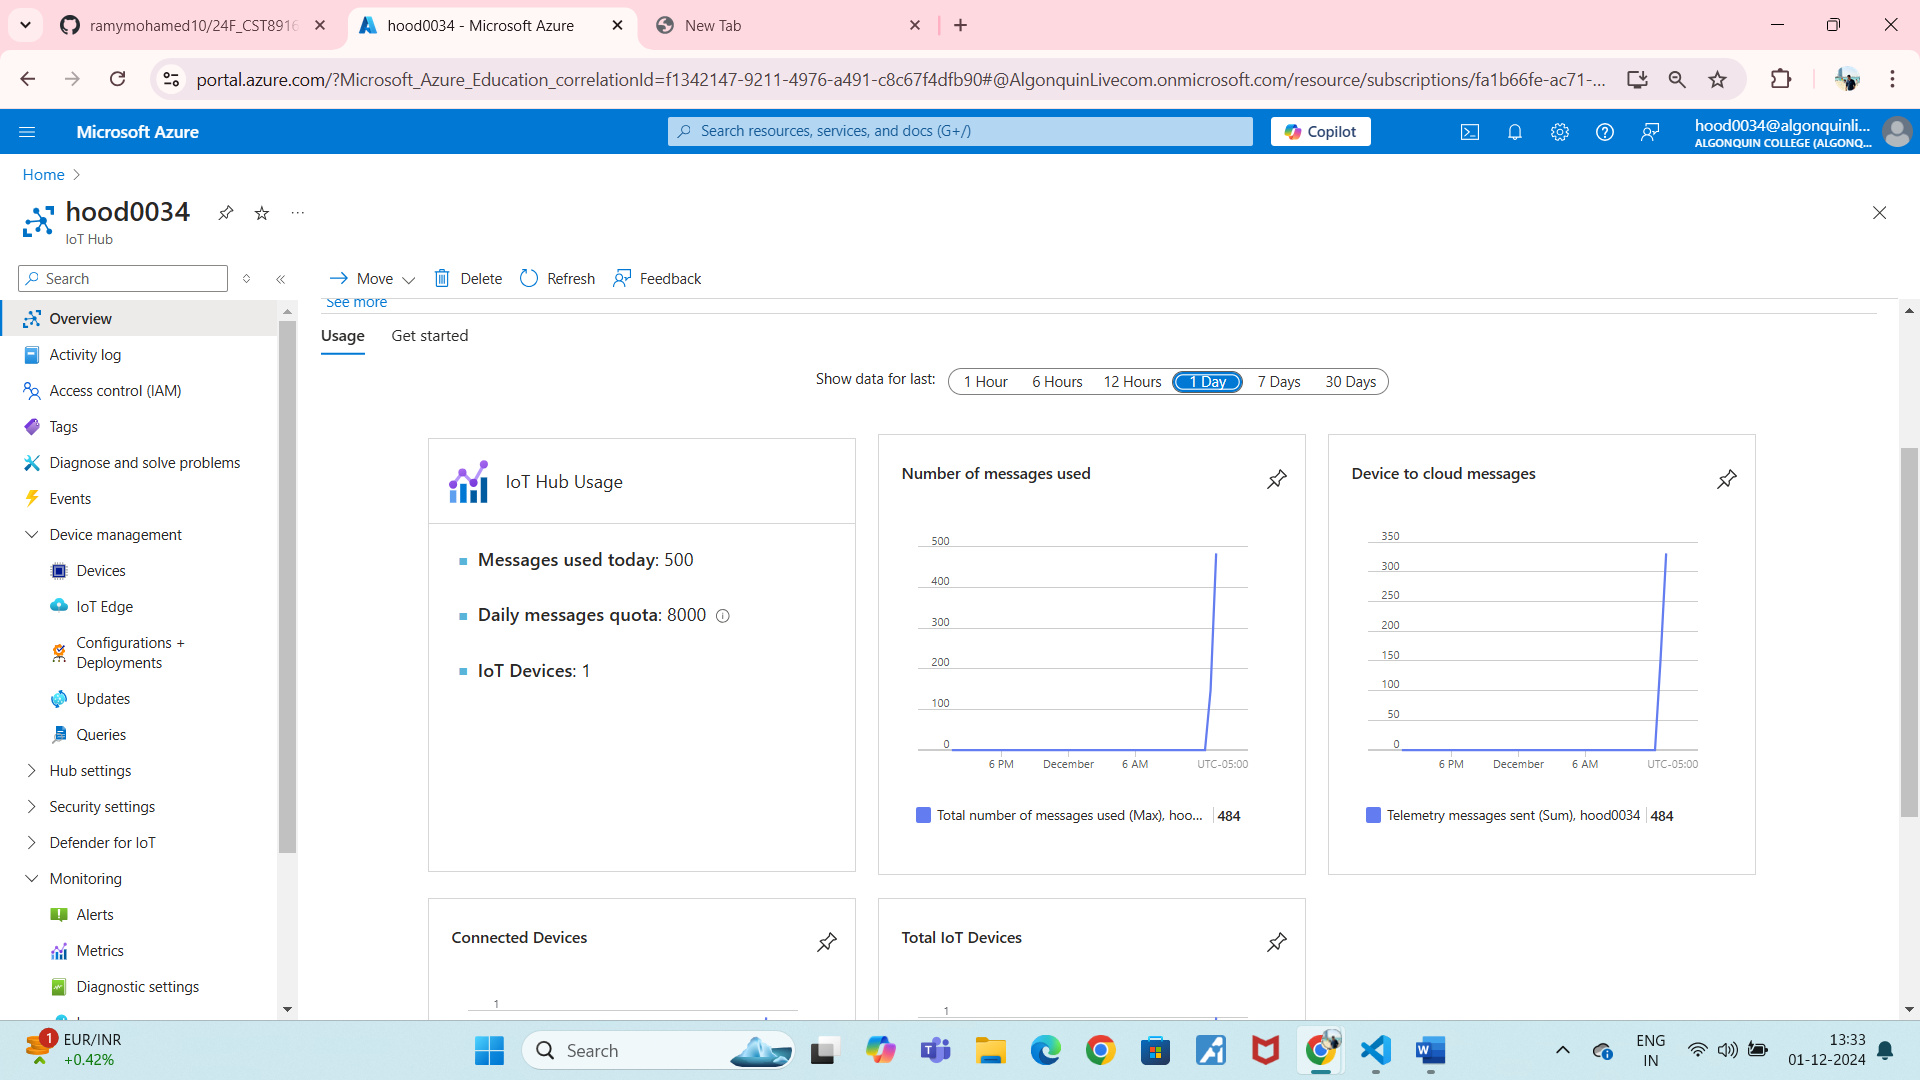 ramymohamed10/24F_CST8916
hood0034 - Microsoft Azure
New Tab
portal.azure.com/?Microsoft_Azure_Education_correlationId=f1342147-9211-4976-a491-c8c67f4dfb90#@AlgonquinLivecom.onmicrosoft.com/resource/subscriptions/fa1b66fe-ac71-...
Microsoft Azure
Search resources, services, and docs (G+/)
Copilot
hood0034@algonquinli...
ALGONQUIN COLLEGE (ALGONQ...
Home
hood0034
IoT Hub
Search
Move
Delete
Refresh
Feedback
See more
Overview
Activity log
Access control (IAM)
Tags
Diagnose and solve problems
Events
Device management
Devices
IoT Edge
Configurations +
Deployments
Updates
Queries
Hub settings
Security settings
Defender for IoT
Monitoring
Alerts
Metrics
Diagnostic settings
Usage
Get started
Show data for last:
1 Hour
6 Hours
12 Hours
1 Day
7 Days
30 Days
IoT Hub Usage
Messages used today: 500
Daily messages quota: 8000
IoT Devices: 1
Number of messages used
500
400
300
200
100
0
6 PM
December
6 AM
UTC-05:00
Total number of messages used (Max), hoo...
484
Device to cloud messages
350
300
250
200
150
100
50
0
6 PM
December
6 AM
UTC-05:00
Telemetry messages sent (Sum), hood0034
484
Connected Devices
1
Total IoT Devices
1
1
EUR/INR
+0.42%
Search
ENG
IN
13:33
01-12-2024